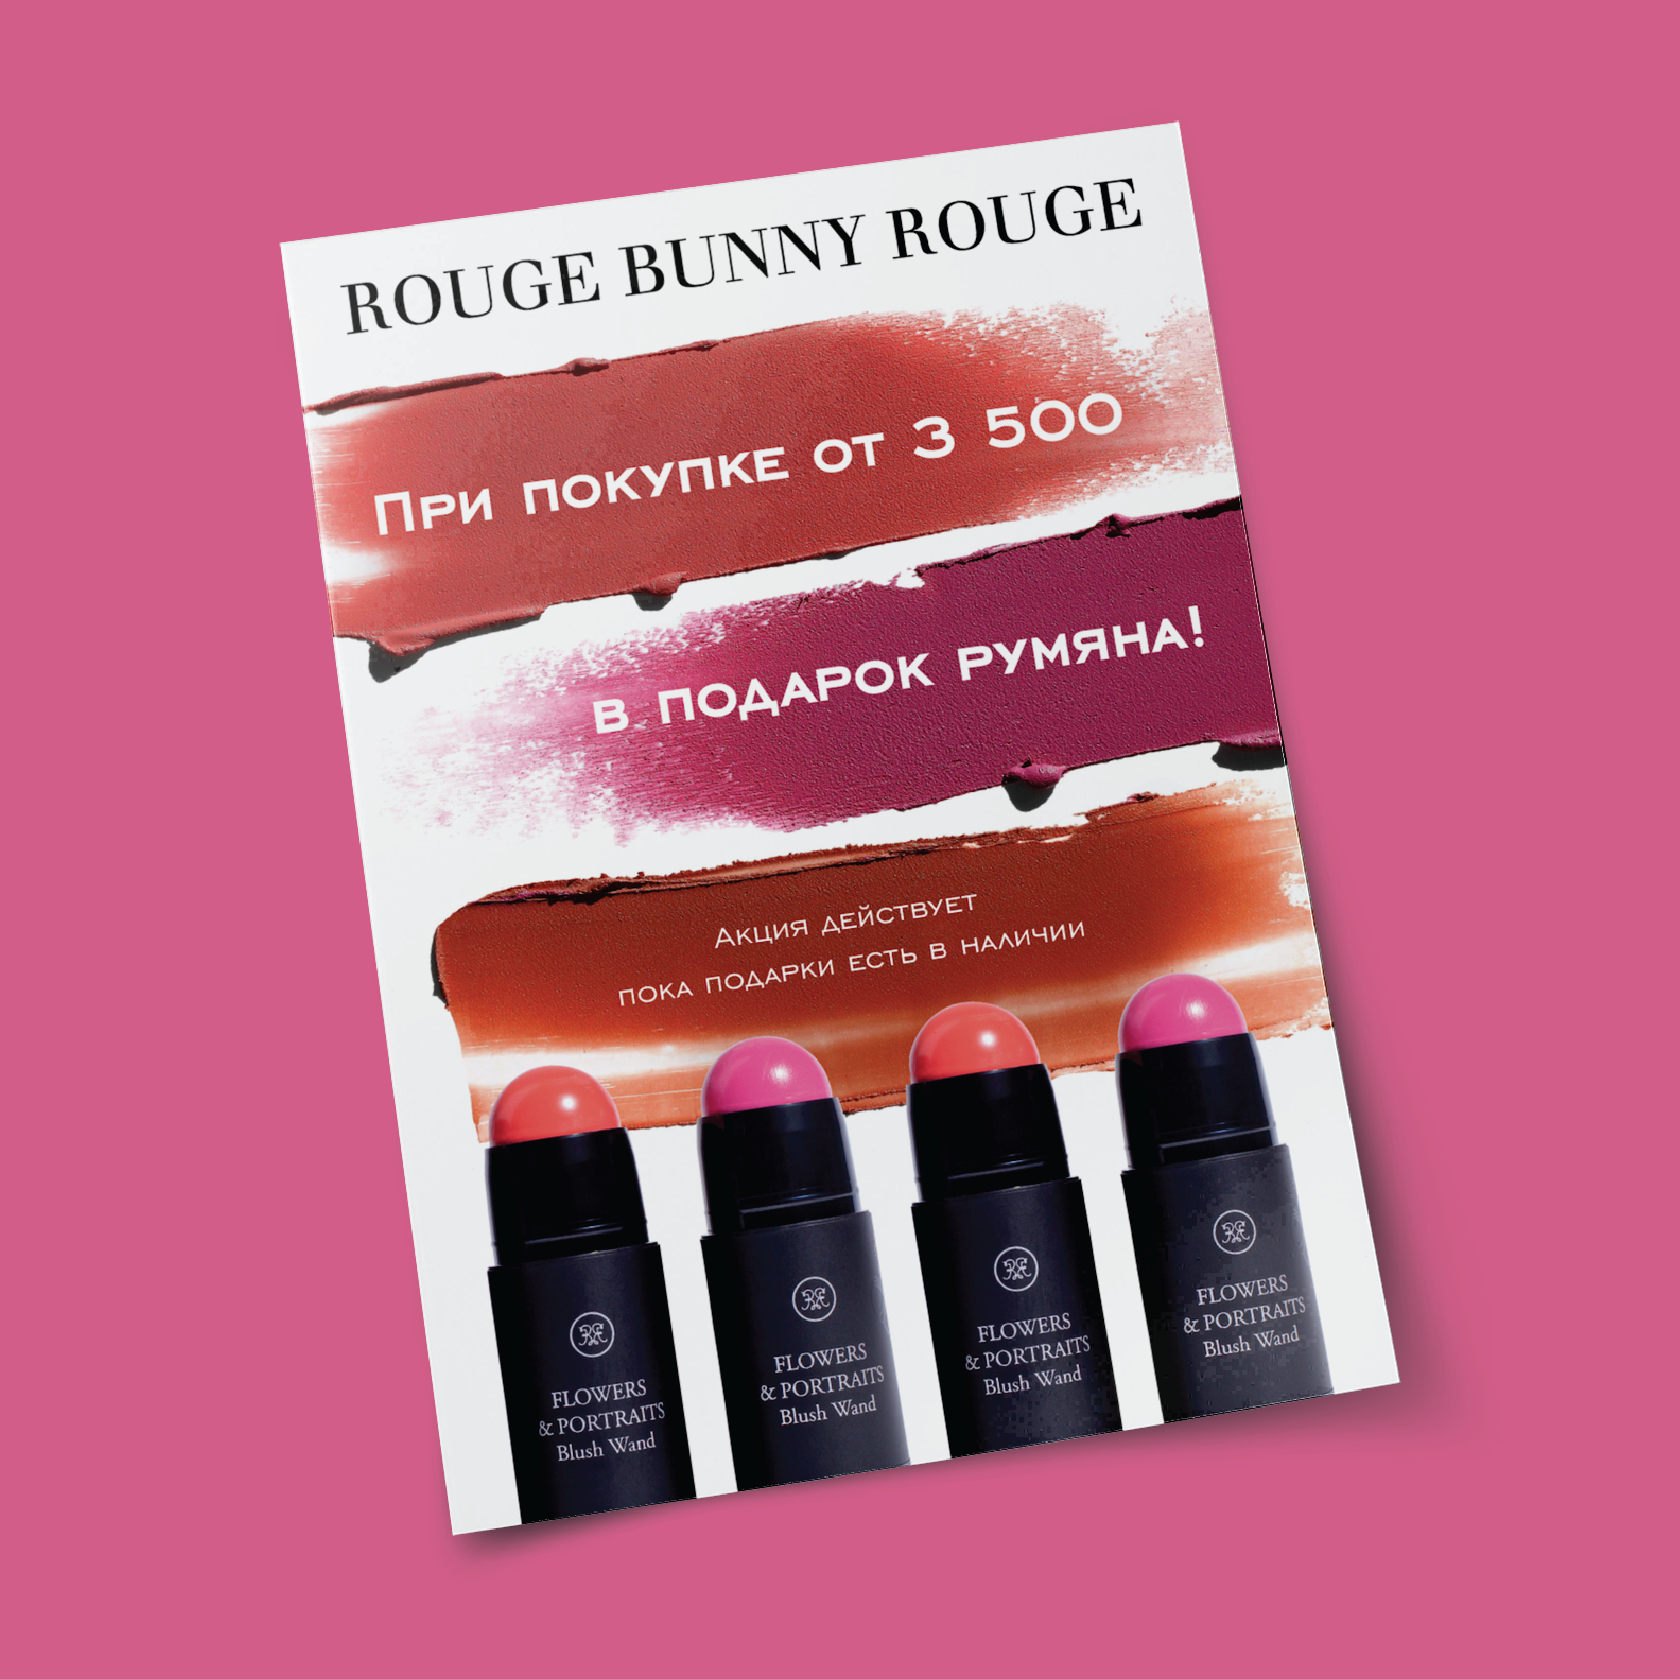 ROUGE BUNNY ROUGE
При покупке от 3 500
в подарок румяна!
Акция действует
пока подарки есть в наличии
FLOWERS
& PORTRAITS
Blush Wand
FLOWERS
& PORTRAITS
Blush Wand
FLOWERS
& PORTRAITS
Blush Wand
FLOWERS
& PORTRAITS
Blush Wand